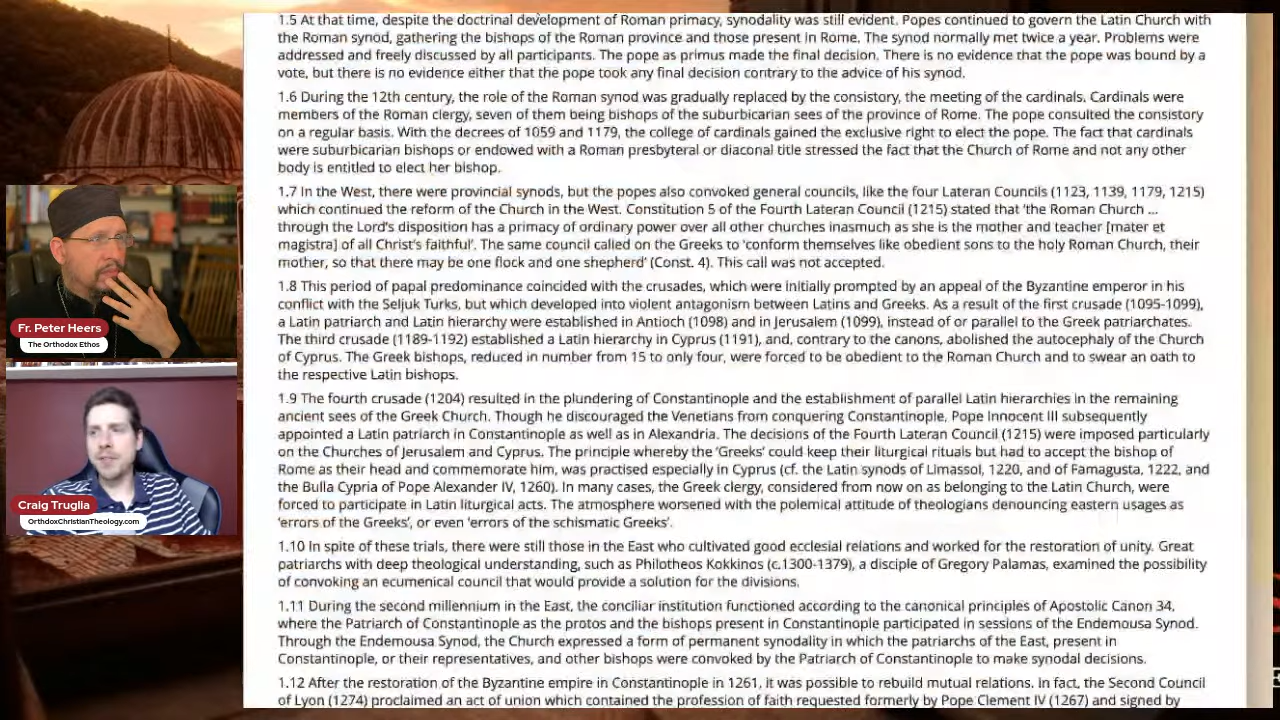 1.5 At that time, despite the doctrinal development of Roman primacy, synodality was still evident. Popes continued to govern the Latin Church with
the Roman synod, gathering the bishops of the Roman province and those present in Rome. The synod normally met twice a year. Problems were
addressed and freely discussed by all participants. The pope as primus made the final decision. There is no evidence that the pope was bound by a
vote, but there is no evidence either that the pope took any final decision contrary to the advice of his synod.
1.6 During the 12th century, the role of the Roman synod was gradually replaced by the consistory, the meeting of the cardinals. Cardinals were
members of the Roman clergy, seven of them being bishops of the suburbicarian sees of the province of Rome. The pope consulted the consistory
on a regular basis. With the decrees of 1059 and 1179, the college of cardinals gained the exclusive right to elect the pope. The fact that cardinals
were suburbicarian bishops or endowed with a Roman presbyteral or diaconal title stressed the fact that the Church of Rome and not any other
body is entitled to elect her bishop.
1.7 In the West, there were provincial synods, but the popes also convoked general councils, like the four Lateran Councils (1123, 1139, 1179, 1215)
which continued the reform of the Church in the West. Constitution 5 of the Fourth Lateran Council (1215) stated that 'the Roman Church ...
through the Lord's disposition has a primacy of ordinary power over all other churches inasmuch as she is the mother and teacher [mater et
magistra] of all Christ's faithful'. The same council called on the Greeks to 'conform themselves like obedient sons to the holy Roman Church, their
mother, so that there may be one flock and one shepherd' (Const. 4). This call was not accepted.
1.8 This period of papal predominance coincided with the crusades, which were initially prompted by an appeal of the Byzantine emperor in his
conflict with the Seljuk Turks, but which developed into violent antagonism between Latins and Greeks. As a result of the first crusade (1095-1099),
a Latin patriarch and Latin hierarchy were established in Antioch (1098) and in Jerusalem (1099), instead of or parallel to the Greek patriarchates.
The third crusade (1189-1192) established a Latin hierarchy in Cyprus (1191), and, contrary to the canons, abolished the autocephaly of the Church
of Cyprus. The Greek bishops, reduced in number from 15 to only four, were forced to be obedient to the Roman Church and to swear an oath to
the respective Latin bishops.
1.9 The fourth crusade (1204) resulted in the plundering of Constantinople and the establishment of parallel Latin hierarchies in the remaining
ancient sees of the Greek Church. Though he discouraged the Venetians from conquering Constantinople, Pope Innocent III subsequently
appointed a Latin patriarch in Constantinople as well as in Alexandria. The decisions of the Fourth Lateran Council (1215) were imposed particularly
on the Churches of Jerusalem and Cyprus. The principle whereby the 'Greeks' could keep their liturgical rituals but had to accept the bishop of
Rome as their head and commemorate him, was practised especially in Cyprus (cf. the Latin synods of Limassol, 1220, and of Famagusta, 1222, and
the Bulla Cypria of Pope Alexander IV, 1260). In many cases, the Greek clergy, considered from now on as belonging to the Latin Church, were
forced to participate in Latin liturgical acts. The atmosphere worsened with the polemical attitude of theologians denouncing eastern usages as
'errors of the Greeks', or even 'errors of the schismatic Greeks'.
1.10 In spite of these trials, there were still those in the East who cultivated good ecclesial relations and worked for the restoration of unity. Great
patriarchs with deep theological understanding, such as Philotheos Kokkinos (c.1300-1379), a disciple of Gregory Palamas, examined the possibility
of convoking an ecumenical council that would provide a solution for the divisions.
1.11 During the second millennium in the East, the conciliar institution functioned according to the canonical principles of Apostolic Canon 34,
where the Patriarch of Constantinople as the protos and the bishops present in Constantinople participated in sessions of the Endemousa Synod.
Through the Endemousa Synod, the Church expressed a form of permanent synodality in which the patriarchs of the East, present in
Constantinople, or their representatives, and other bishops were convoked by the Patriarch of Constantinople to make synodal decisions.
1.12 After the restoration of the Byzantine empire in Constantinople in 1261, it was possible to rebuild mutual relations. In fact, the Second Council
of Lyon (1274) proclaimed an act of union which contained the profession of faith requested formerly by Pope Clement IV (1267) and signed by
Fr. Peter Heers
The Orthodox Ethos
Craig Truglia
OrthodoxChristianTheology.com